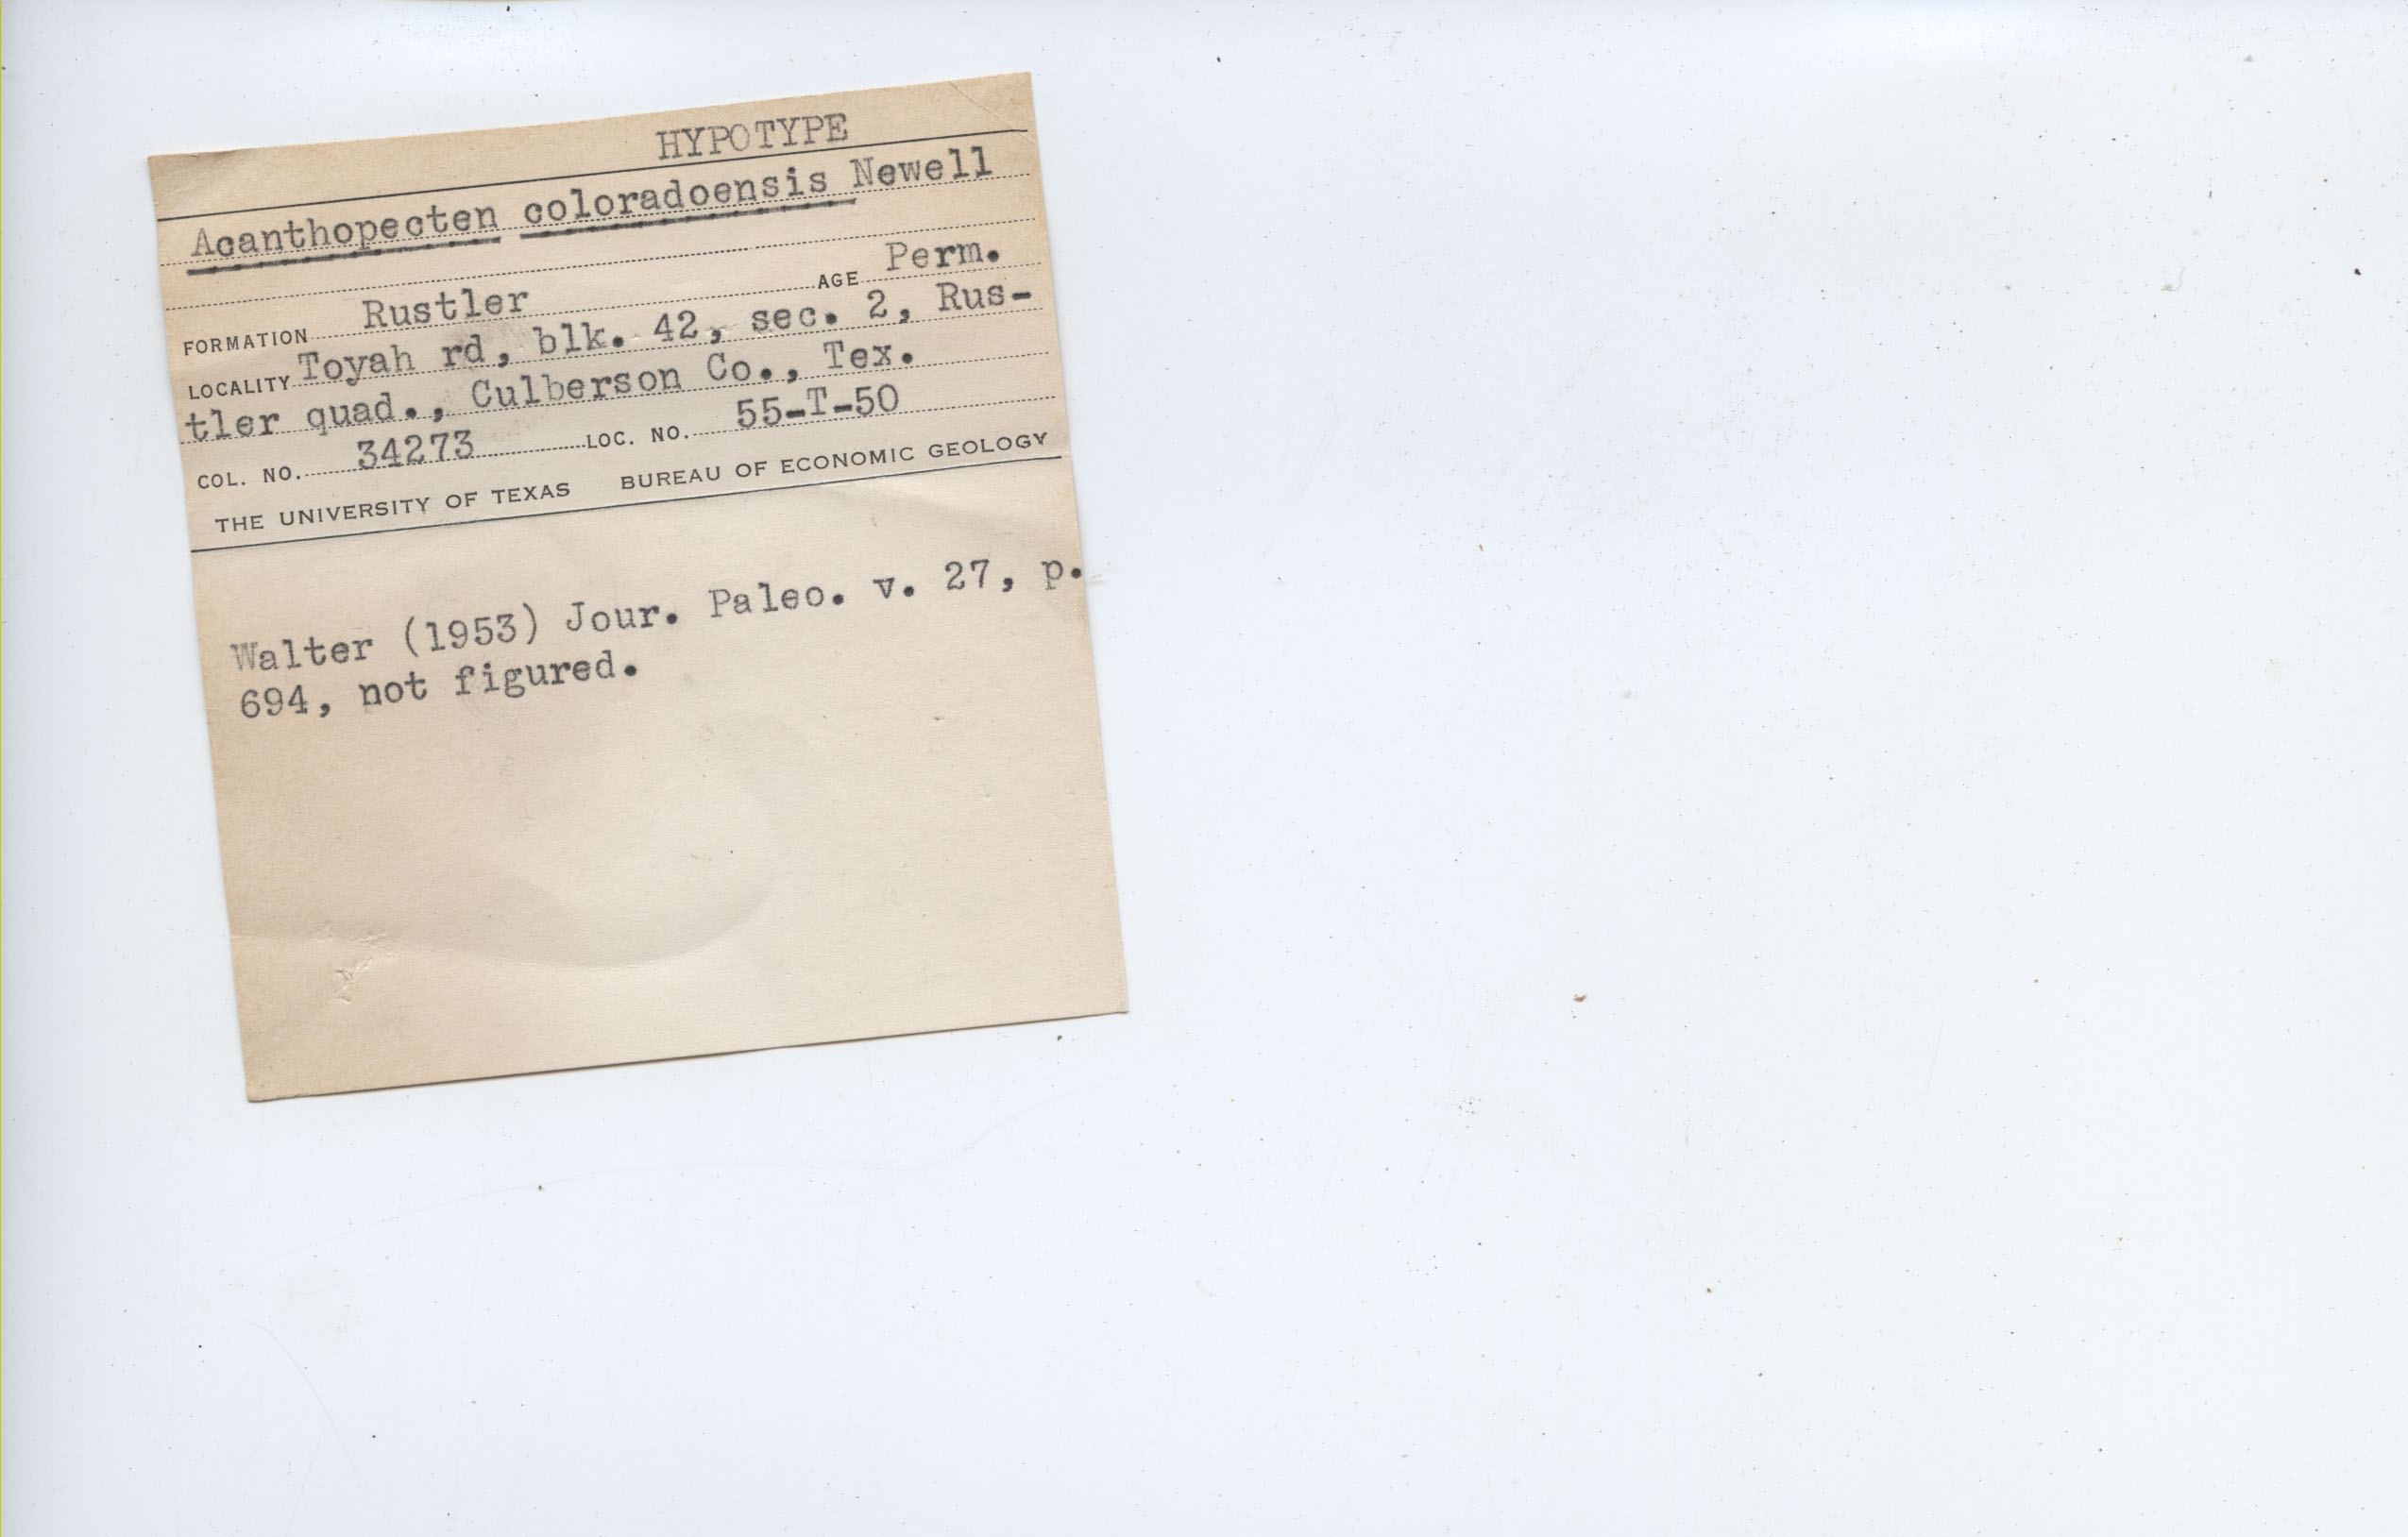 HYPOTYPE
Acanthopecten coloradoensis Newell
FORMATION Rustler AGE Perm.
LOCALITY Toyah rd, blk. 42, sec. 2, Rus-
tler quad., Culberson Co., Tex.
COL. NO. 34273 LOC. NO. 55-T-50
THE UNIVERSITY OF TEXAS BUREAU OF ECONOMIC GEOLOGY
Walter (1953) Jour. Paleo. v. 27, p.
694, not figured.